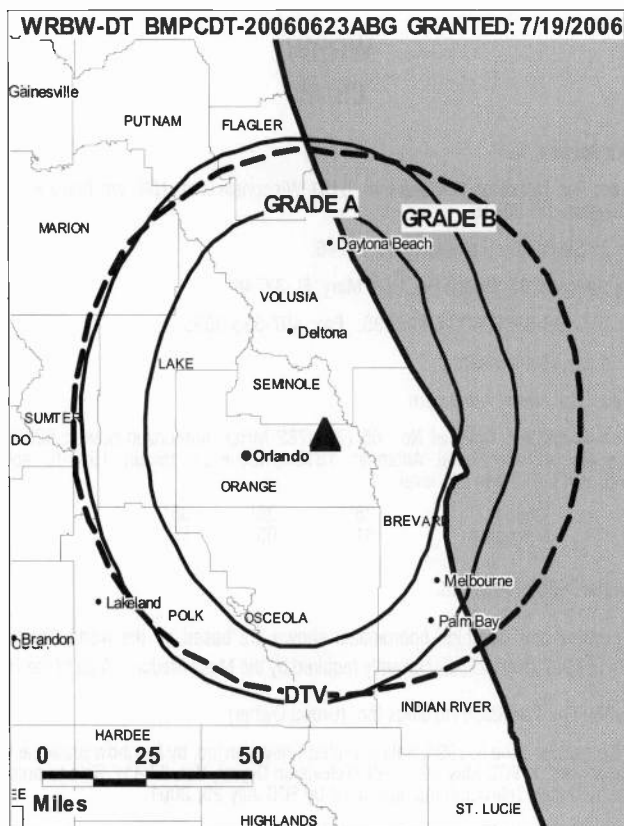 WRBW-DT BMPCDT-20060623ABG GRANTED: 7/19/2006
Gainesville
PUTNAM
FLAGLER
GRADE A
MARION
GRADE B
Daytona Beach
VOLUSIA
Deltona
LAKE
SEMINOLE
SUMTER
DO
Orlando
ORANGE
BREVARD
Melbourne
Lakeland
POLK
OSCEOLA
Palm Bay
Brandon
DTV
INDIAN RIVER
HARDEE
0 25 50
Miles
EE
ST. LUCIE
HIGHLANDS